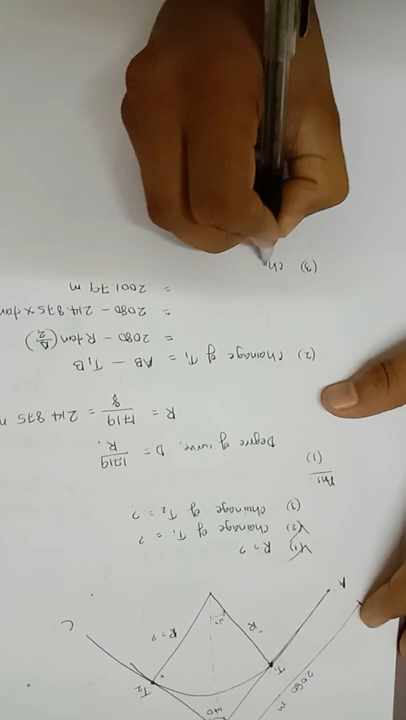 140
2080 m
T2
T1
R = ?
R
C
A
(1) R = ?
(2) chainage of T1 = ?
(3) chainage of T2 = ?
Ans
(1)
Degree of curve, D = 1719/R,
R = 1719/8 = 214.875 m
(2) chainage of T1 = AB - T1B
= 2080 - R tan (Δ/2)
= 2080 - 214.875 x tan
= 2001.79 m
(3) ch